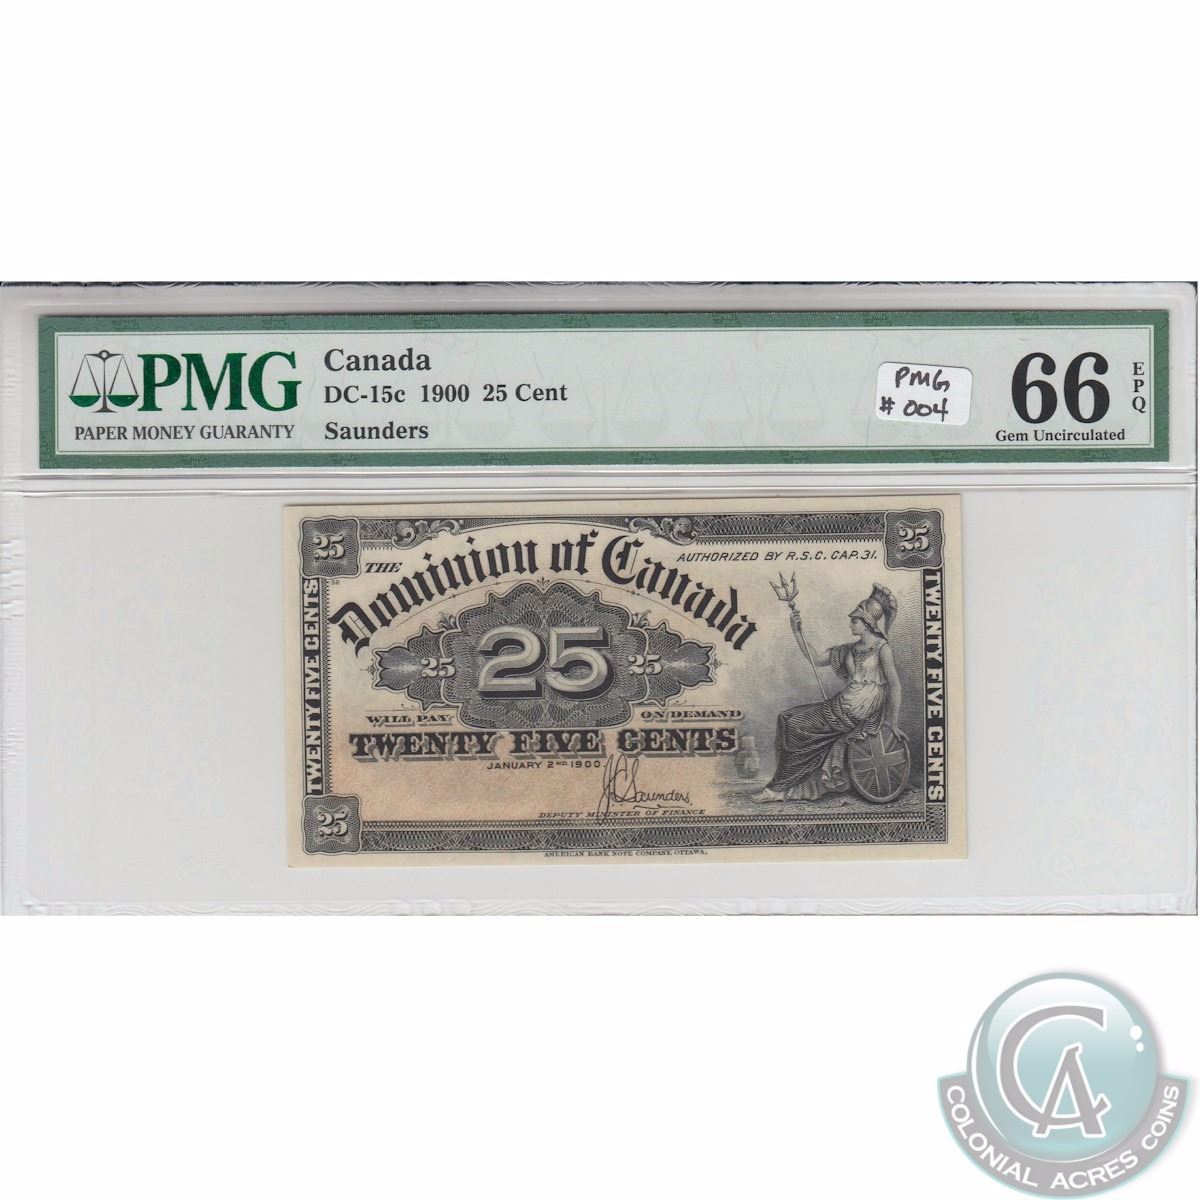 PMG
PAPER MONEY GUARANTY
Canada
DC-15c 1900 25 Cent
Saunders
PMG
# 004
66
EPQ
Gem Uncirculated
25
25
THE
Dominion of Canada
AUTHORIZED BY R.S.C. CAP. 31.
TWENTY FIVE CENTS
TWENTY FIVE CENTS
52
25
25
25
WILL PAY
ON DEMAND
TWENTY FIVE CENTS
JANUARY 2ND 1900
J C Saunders
DEPUTY MINISTER OF FINANCE
25
AMERICAN BANK NOTE COMPANY, OTTAWA.
CA
COLONIAL ACRES COINS